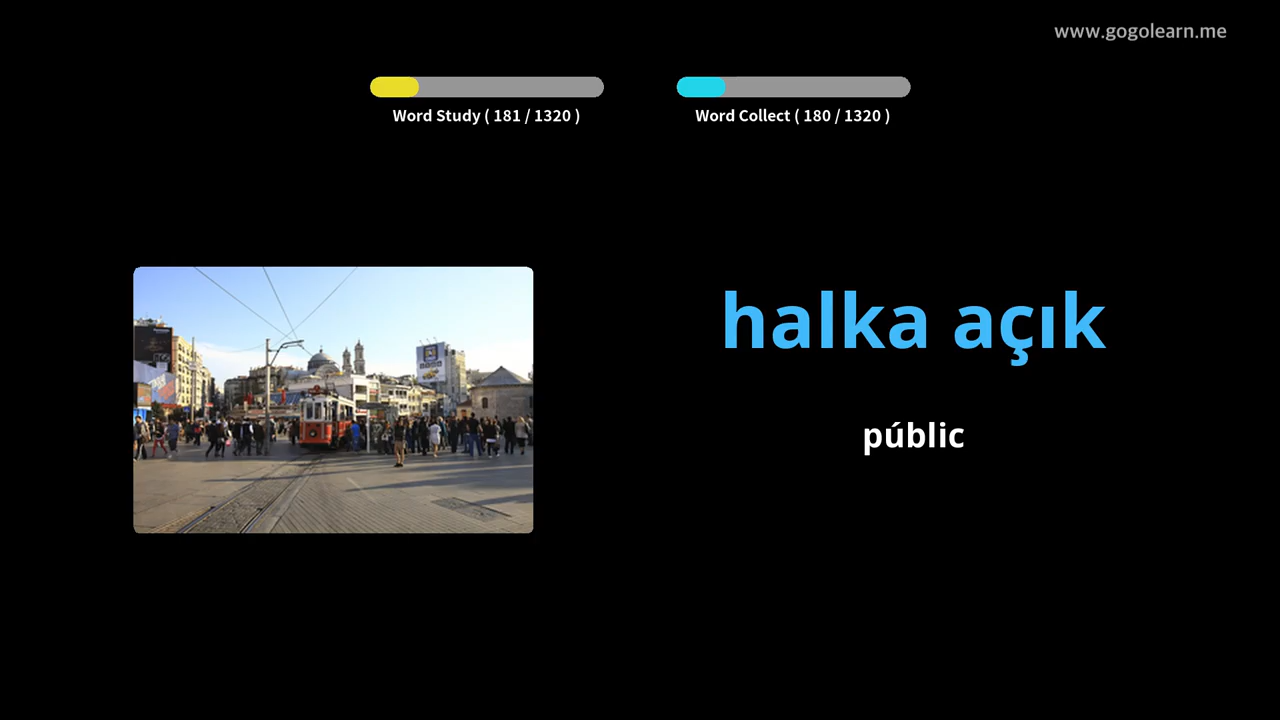 www.gogolearn.me
Word Study ( 181 / 1320 )
Word Collect ( 180 / 1320 )
halka açık
públic